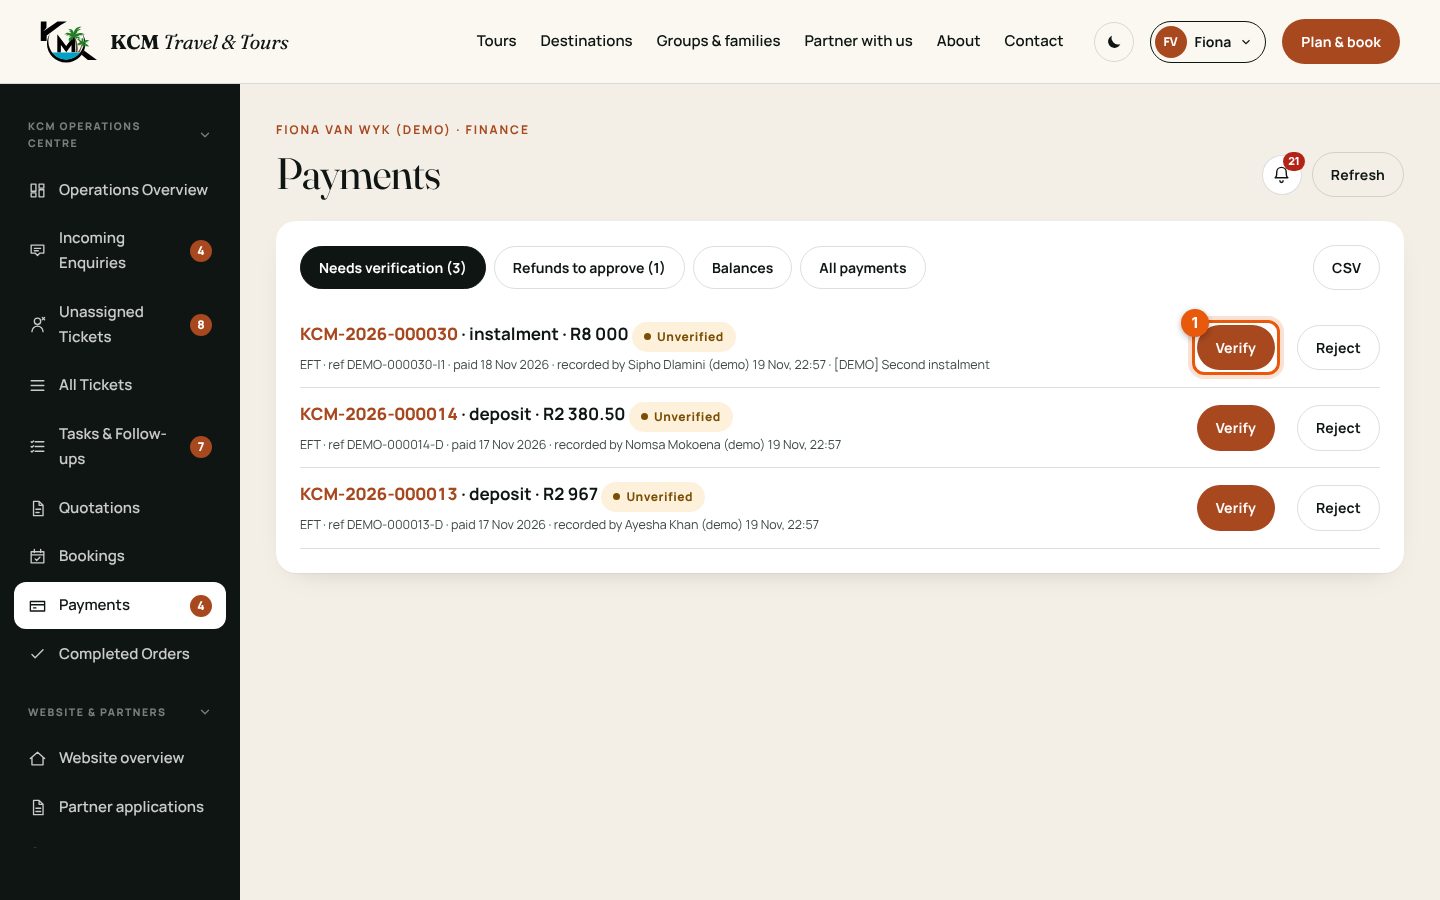 KCM Travel & Tours
Tours
Destinations
Groups & families
Partner with us
About
Contact
FV
Fiona
Plan & book
KCM OPERATIONS
CENTRE
Operations Overview
Incoming
Enquiries
4
Unassigned
Tickets
8
All Tickets
Tasks & Follow-
ups
7
Quotations
Bookings
Payments
4
Completed Orders
WEBSITE & PARTNERS
Website overview
Partner applications
FIONA VAN WYK (DEMO) · FINANCE
Payments
21
Refresh
Needs verification (3)
Refunds to approve (1)
Balances
All payments
CSV
KCM-2026-000030 · instalment · R8 000 Unverified
EFT · ref DEMO-000030-I1 · paid 18 Nov 2026 · recorded by Sipho Dlamini (demo) 19 Nov, 22:57 · [DEMO] Second instalment
1
Verify
Reject
KCM-2026-000014 · deposit · R2 380.50 Unverified
EFT · ref DEMO-000014-D · paid 17 Nov 2026 · recorded by Nomsa Mokoena (demo) 19 Nov, 22:57
Verify
Reject
KCM-2026-000013 · deposit · R2 967 Unverified
EFT · ref DEMO-000013-D · paid 17 Nov 2026 · recorded by Ayesha Khan (demo) 19 Nov, 22:57
Verify
Reject